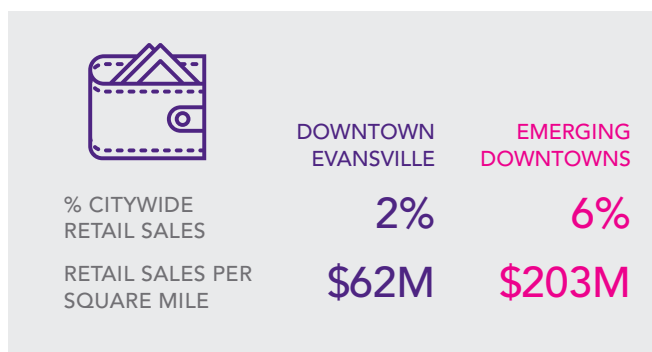 DOWNTOWN
EVANSVILLE
EMERGING
DOWNTOWNS
% CITYWIDE
RETAIL SALES
2%
6%
RETAIL SALES PER
SQUARE MILE
$62M
$203M